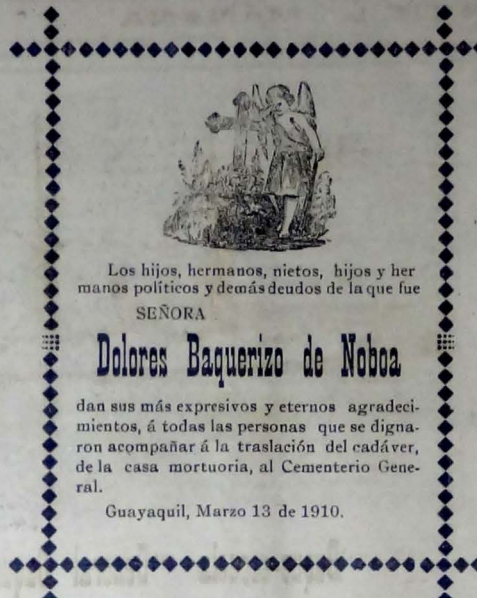 Los hijos, hermanos, nietos, hijos y her
manos políticos y demás deudos de la que fue
SEÑORA
Dolores Baquerizo de Noboa
dan sus más expresivos y eternos agradeci-
mientos, á todas las personas que se digna-
ron acompañar á la traslación del cadáver,
de la casa mortuoria, al Cementerio Gene-
ral.
Guayaquil, Marzo 13 de 1910.